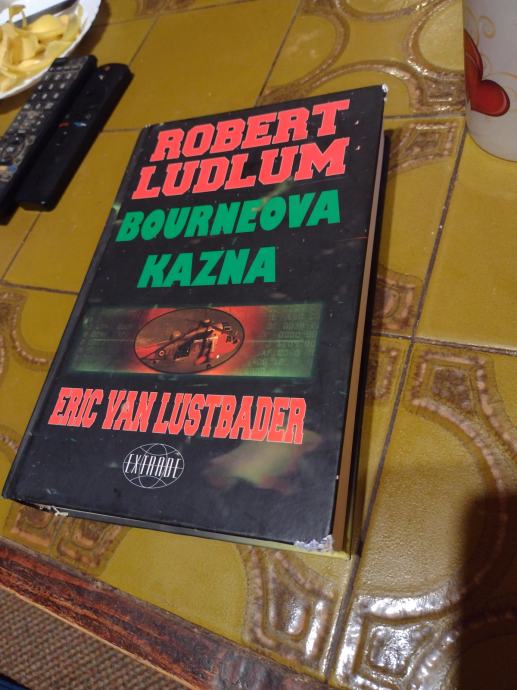 ROBERT
LUDLUM
BOURNEOVA
KAZNA
ERIC VAN LUSTBADER
EXTRADE